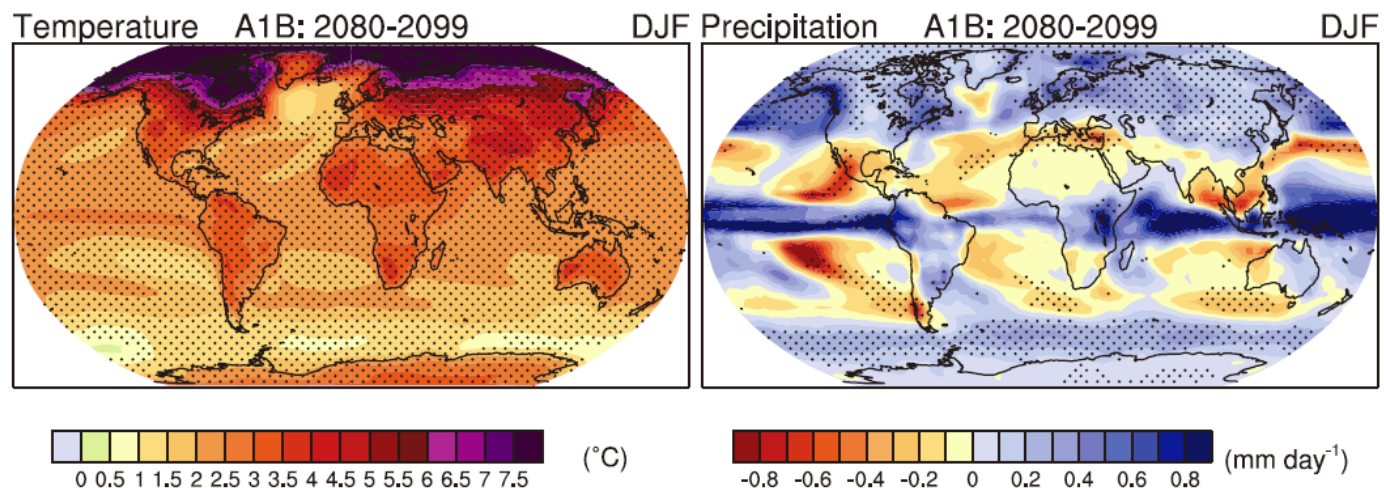 Temperature A1B: 2080-2099 DJF
Precipitation A1B: 2080-2099 DJF
0 0.5 1 1.5 2 2.5 3 3.5 4 4.5 5 5.5 6 6.5 7 7.5 (°C)
-0.8 -0.6 -0.4 -0.2 0 0.2 0.4 0.6 0.8 (mm day⁻¹)